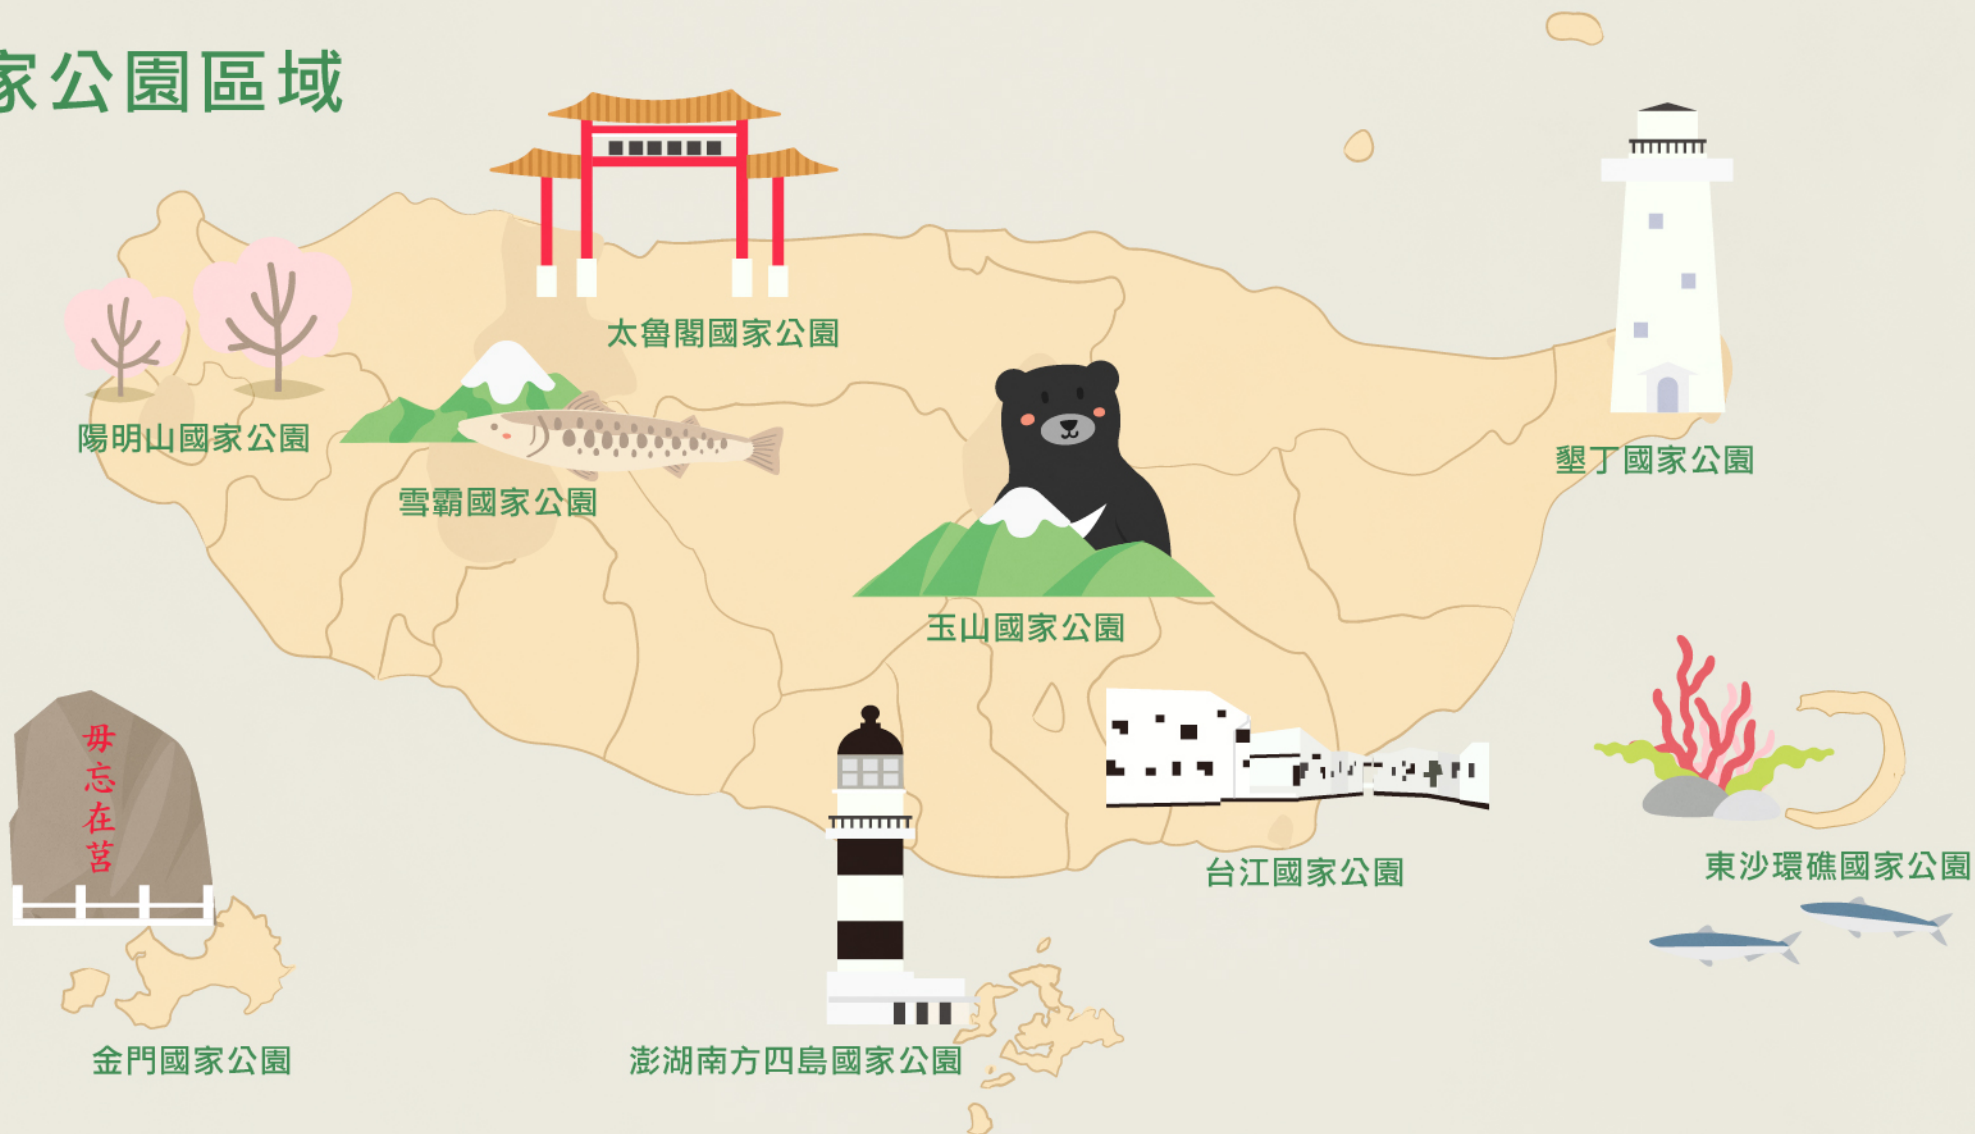 家公園區域
太魯閣國家公園
陽明山國家公園
雪霸國家公園
墾丁國家公園
玉山國家公園
毋忘在莒
台江國家公園
東沙環礁國家公園
金門國家公園
澎湖南方四島國家公園